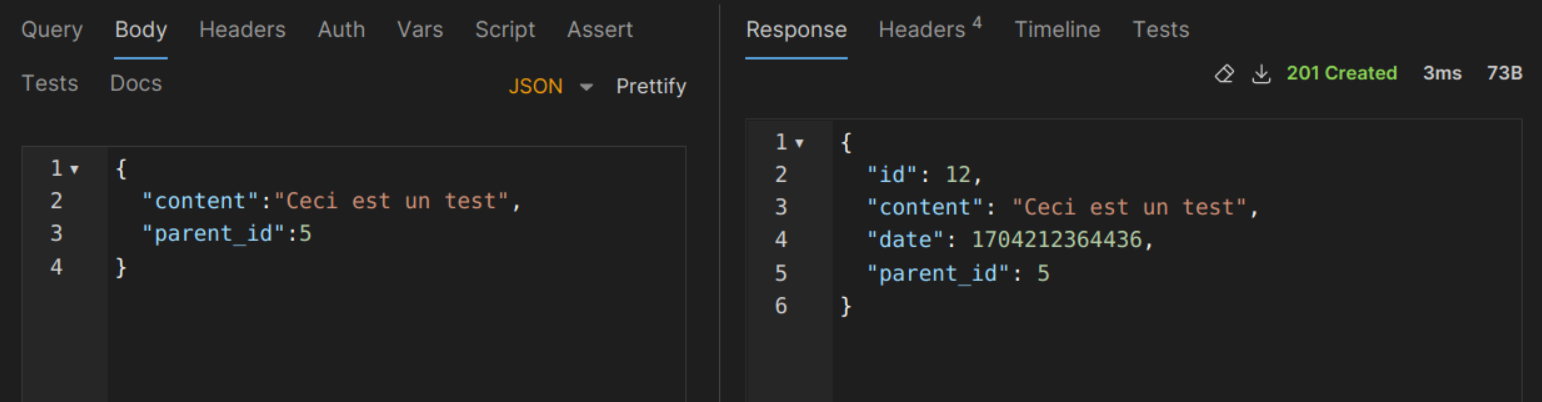 Query Body Headers Auth Vars Script Assert
Tests Docs JSON Prettify
1 {
2 "content":"Ceci est un test",
3 "parent_id":5
4 }
Response Headers 4 Timeline Tests
201 Created 3ms 73B
1 {
2 "id": 12,
3 "content": "Ceci est un test",
4 "date": 1704212364436,
5 "parent_id": 5
6 }